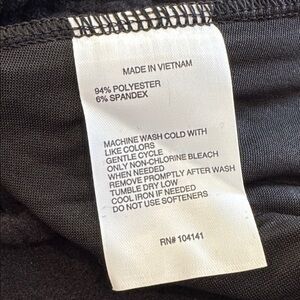 MADE IN VIETNAM
94% POLYESTER
6% SPANDEX
MACHINE WASH COLD WITH
LIKE COLORS
GENTLE CYCLE
ONLY NON-CHLORINE BLEACH
WHEN NEEDED
REMOVE PROMPTLY AFTER WASH
TUMBLE DRY LOW
COOL IRON IF NEEDED
DO NOT USE SOFTENERS
RN# 104141